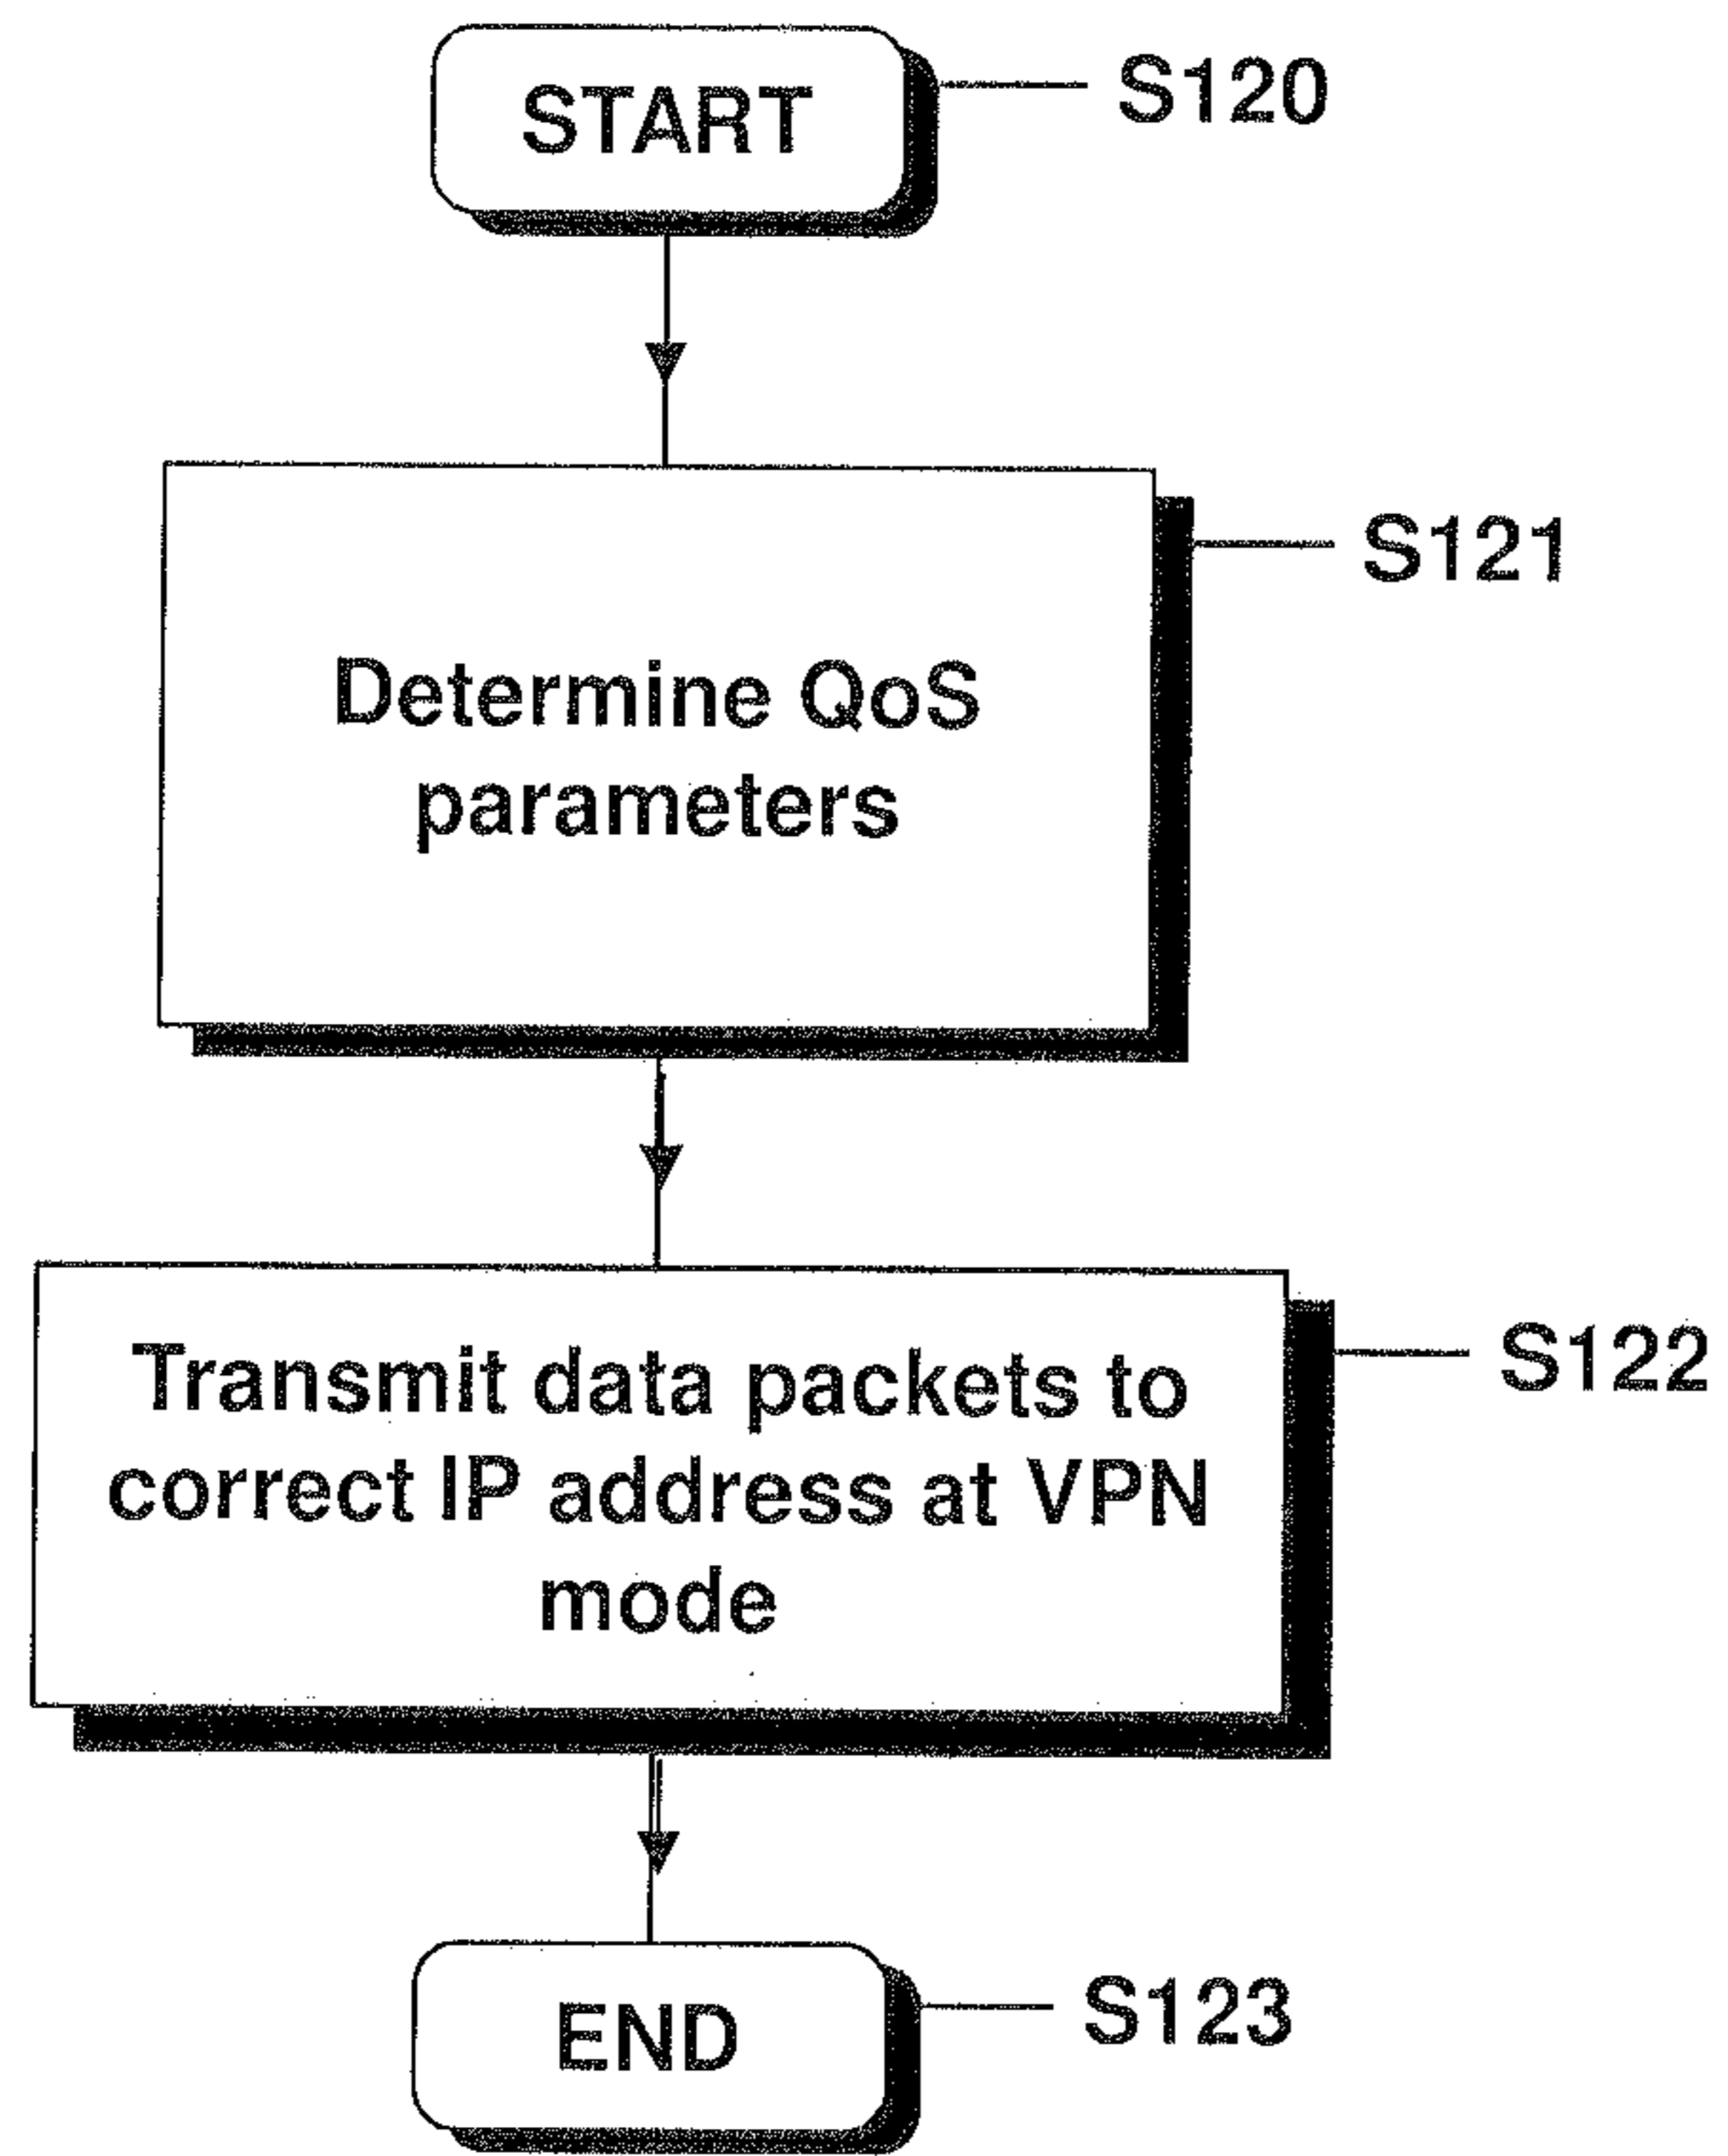 START
S120
S121
Determine QoS
parameters
S122
Transmit data packets to
correct IP address at VPN
mode
END
S123